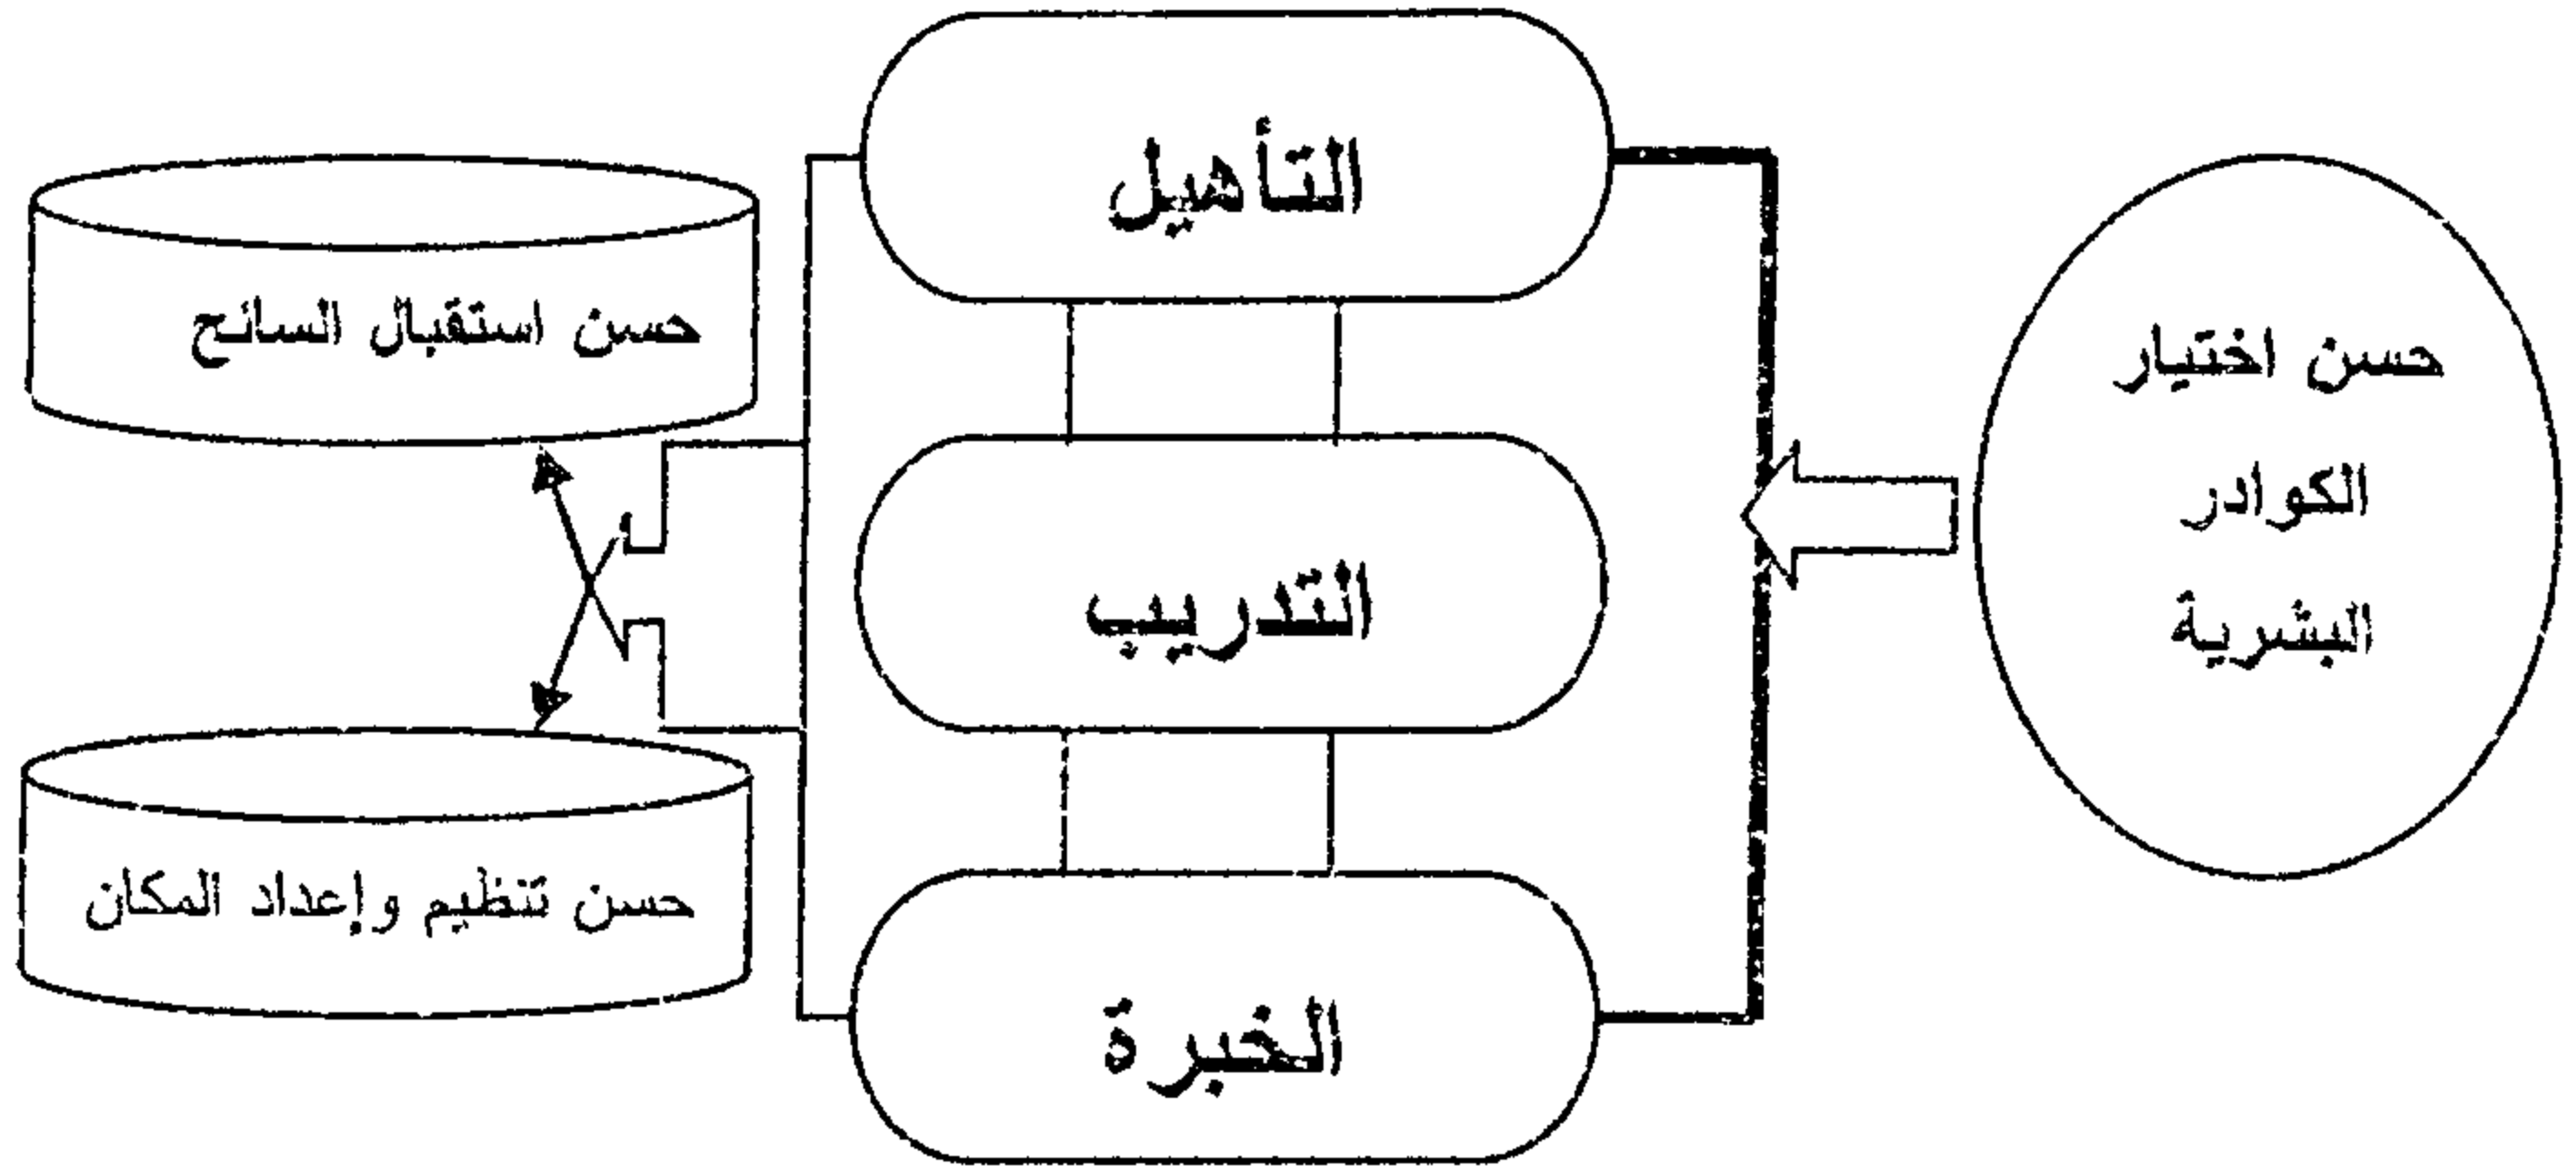 حسن اختيار
الكوادر
البشرية
التأهيل
التدريب
الخبرة
حسن استقبال السائح
حسن تنظيم وإعداد المكان